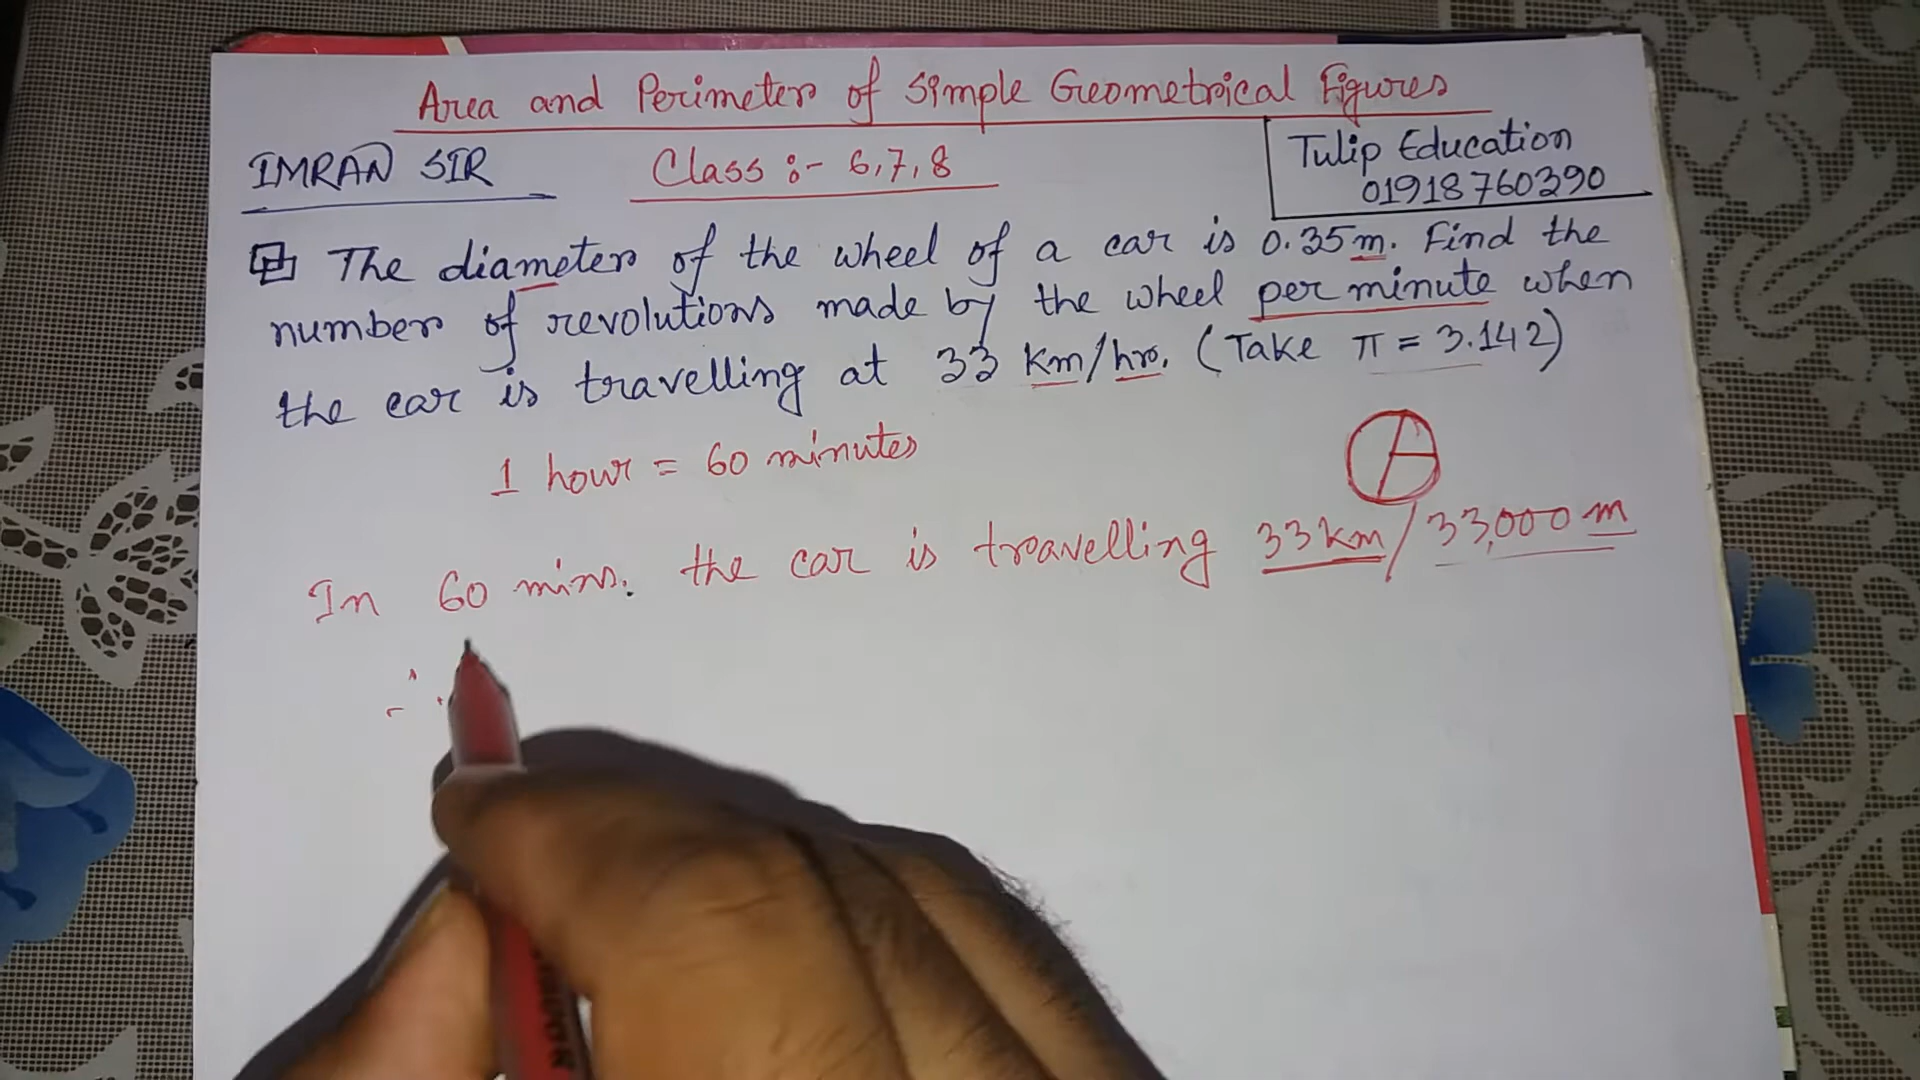 Area and Perimeter of Simple Geometrical Figures
IMRAN SIR
Class :- 6,7,8
Tulip Education
01918760390
The diameter of the wheel of a car is 0.35m. Find the
number of revolutions made by the wheel per minute when
the car is travelling at 33 km/hr. (Take π = 3.142)
1 hour = 60 minutes
In 60 mins. the car is travelling 33km/33,000 m
∴